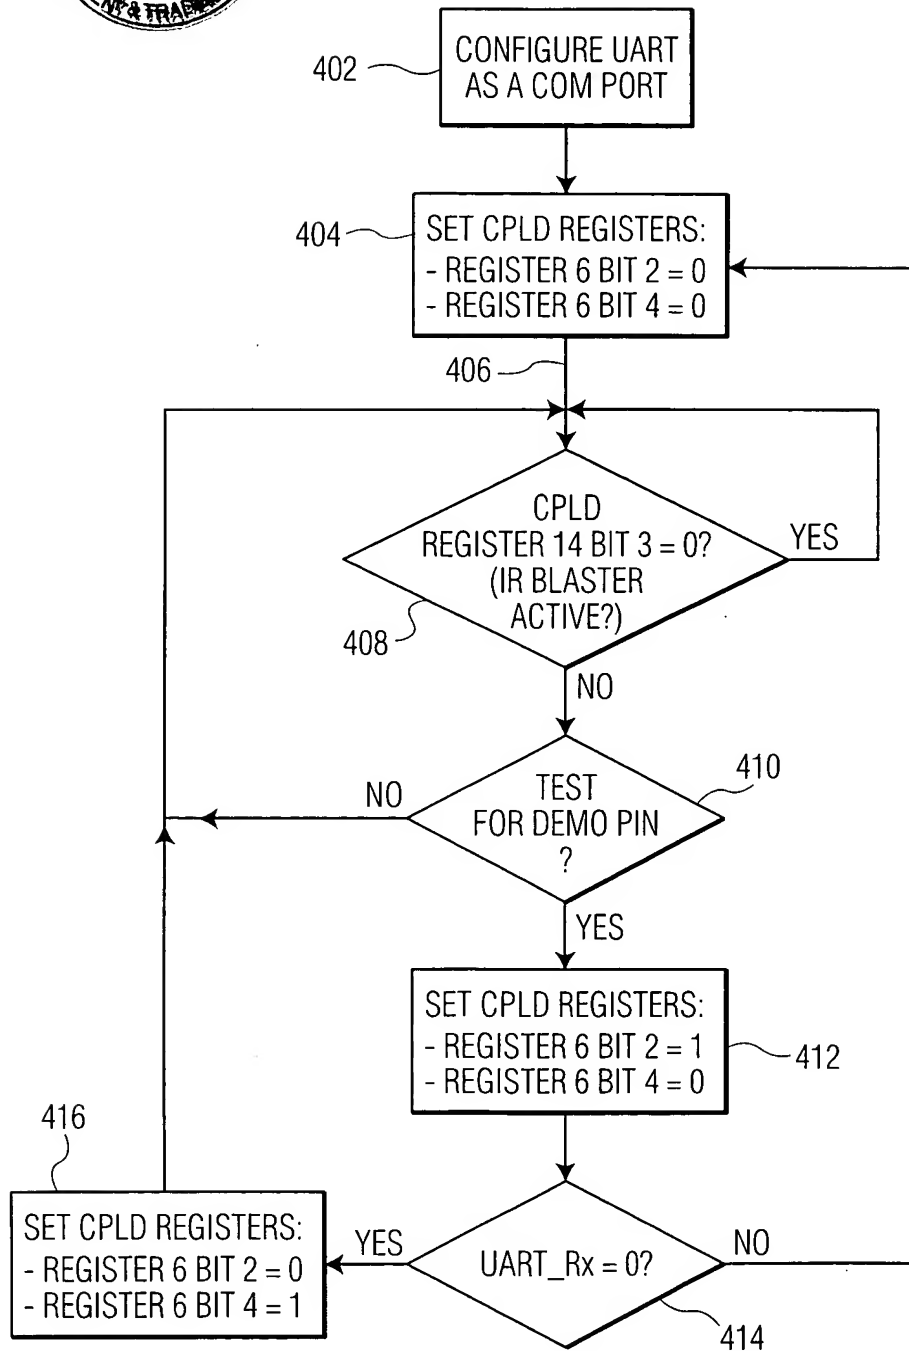 CONFIGURE UART
AS A COM PORT
402
SET CPLD REGISTERS:
- REGISTER 6 BIT 2 = 0
- REGISTER 6 BIT 4 = 0
404
406
CPLD
REGISTER 14 BIT 3 = 0?
(IR BLASTER
ACTIVE?)
YES
408
NO
TEST
FOR DEMO PIN
?
410
NO
YES
SET CPLD REGISTERS:
- REGISTER 6 BIT 2 = 1
- REGISTER 6 BIT 4 = 0
412
416
SET CPLD REGISTERS:
- REGISTER 6 BIT 2 = 0
- REGISTER 6 BIT 4 = 1
YES
UART_Rx = 0?
NO
414